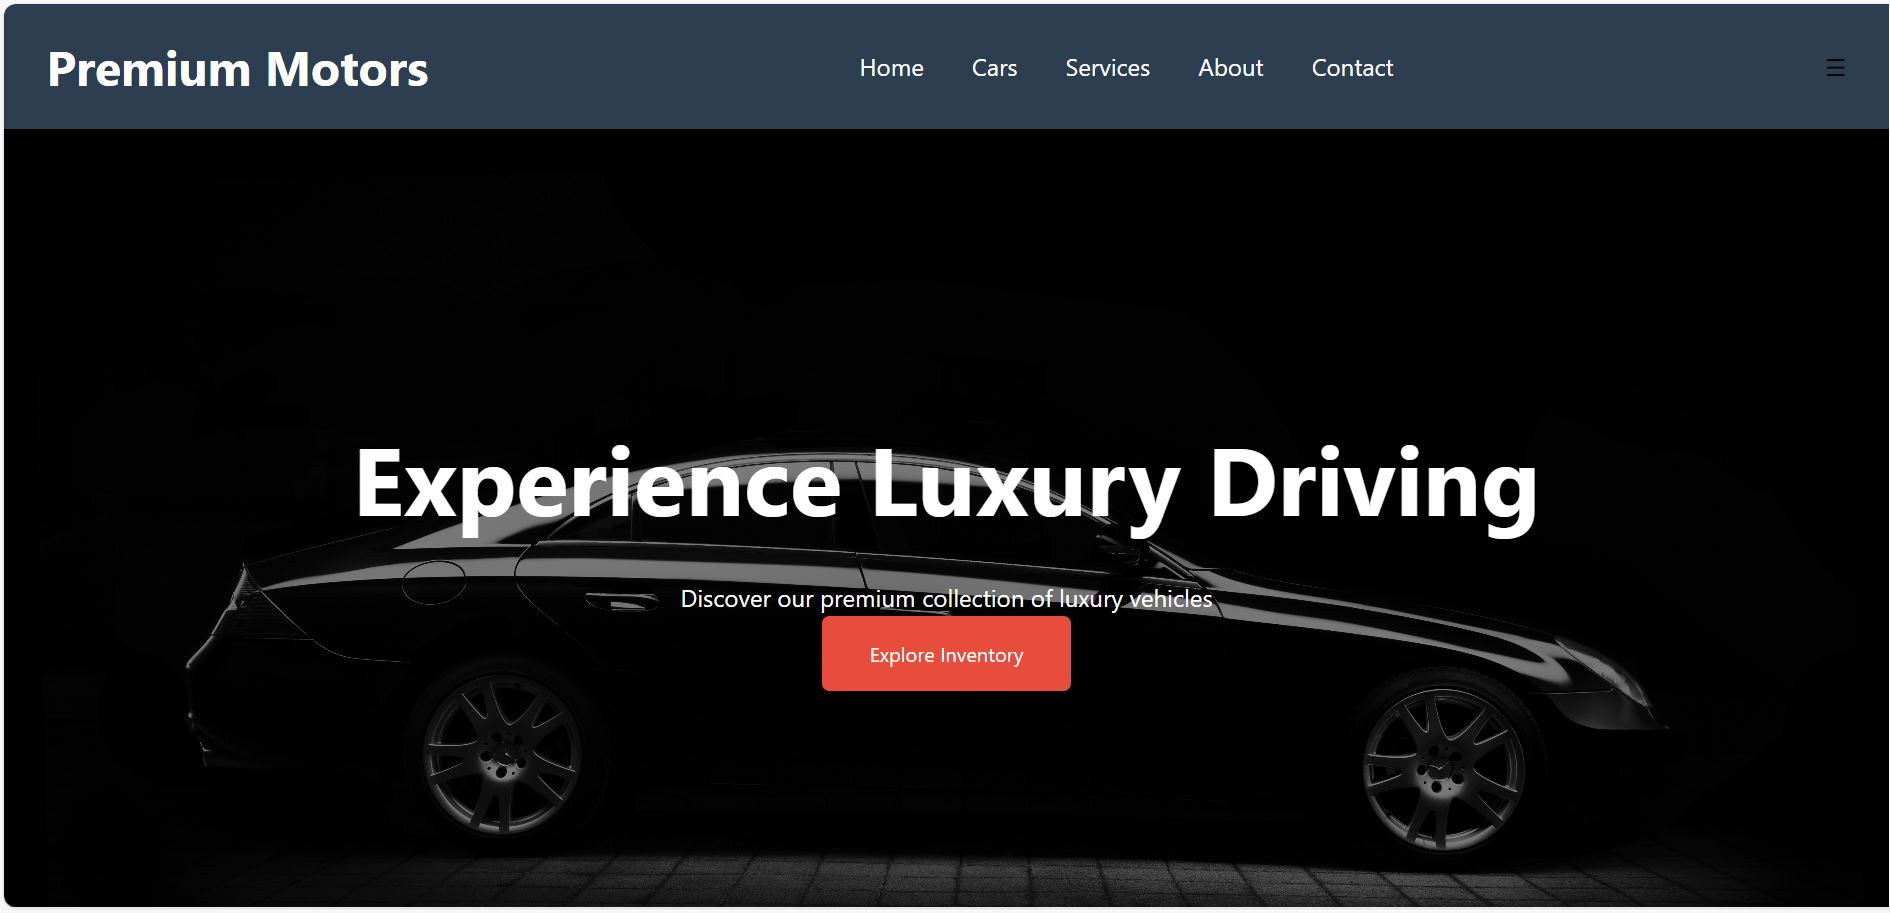 Premium Motors
Home Cars Services About Contact
Experience Luxury Driving
Discover our premium collection of luxury vehicles
Explore Inventory